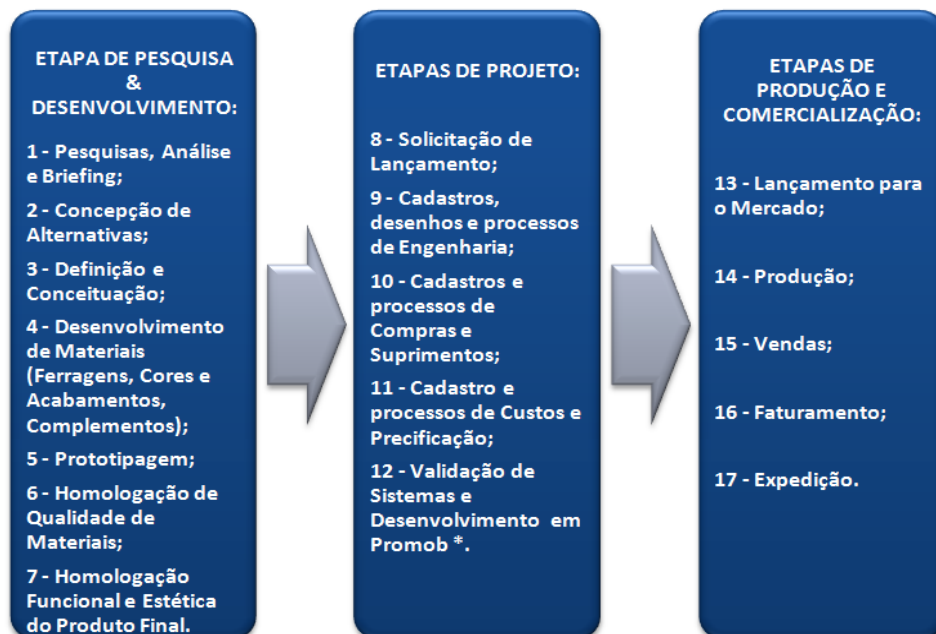 ETAPA DE PESQUISA
&
DESENVOLVIMENTO:
1 - Pesquisas, Análise
e Briefing;
2 - Concepção de
Alternativas;
3 - Definição e
Conceituação;
4 - Desenvolvimento
de Materiais
(Ferragens, Cores e
Acabamentos,
Complementos);
5 - Prototipagem;
6 - Homologação de
Qualidade de
Materiais;
7 - Homologação
Funcional e Estética
do Produto Final.
ETAPAS DE PROJETO:
8 - Solicitação de
Lançamento;
9 - Cadastros,
desenhos e processos
de Engenharia;
10 - Cadastros e
processos de
Compras e
Suprimentos;
11 - Cadastro e
processos de Custos e
Precificação;
12 - Validação de
Sistemas e
Desenvolvimento em
Promob *.
ETAPAS DE
PRODUÇÃO E
COMERCIALIZAÇÃO:
13 - Lançamento para
o Mercado;
14 - Produção;
15 - Vendas;
16 - Faturamento;
17 - Expedição.